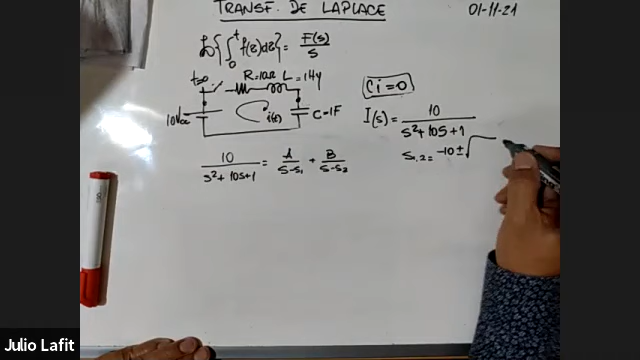 TRANSF. DE LAPLACE
01-11-21
L{∫₀ᵗ f(z)dz} = F(s)/s
t=0 R=10Ω L=1Hy
10Vcc i(t) C=1F
Ci=0
I(s) = 10/(s²+10s+1)
S₁,₂ = -10±√
10/(s²+10s+1) = A/(s-s₁) + B/(s-s₂)
Julio Lafit